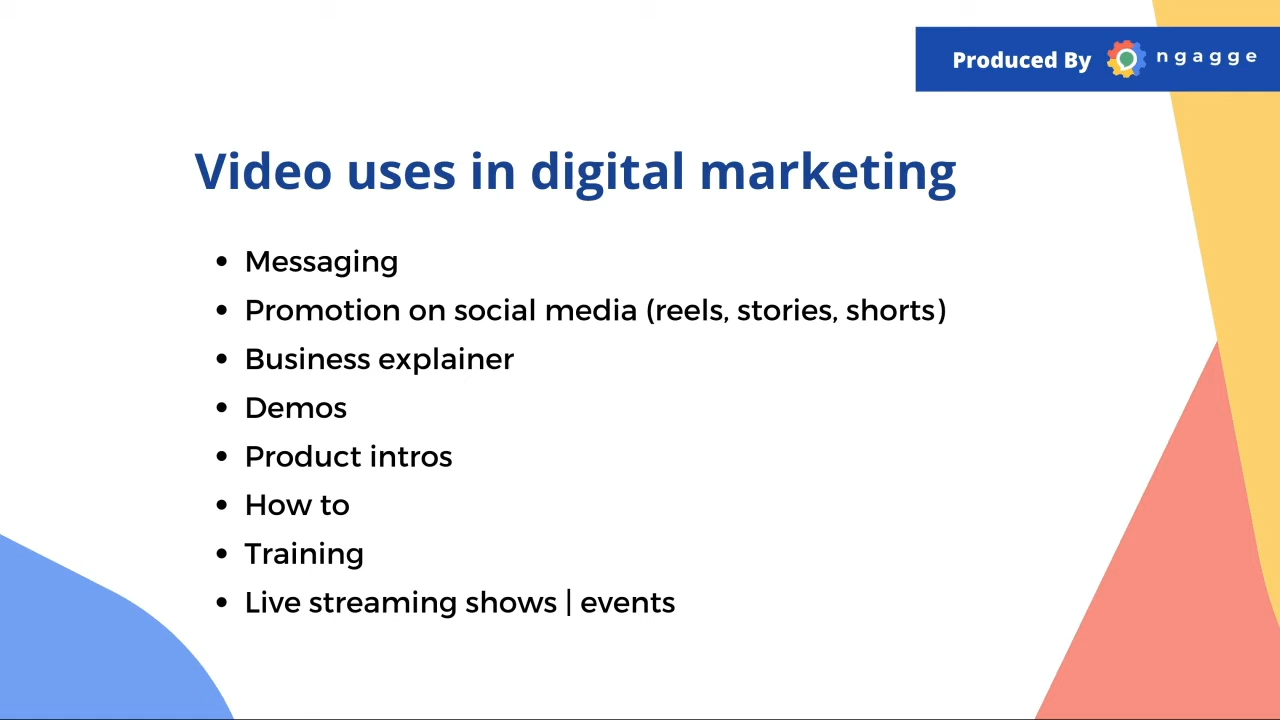 Produced By ngagge
Video uses in digital marketing
• Messaging
• Promotion on social media (reels, stories, shorts)
• Business explainer
• Demos
• Product intros
• How to
• Training
• Live streaming shows | events